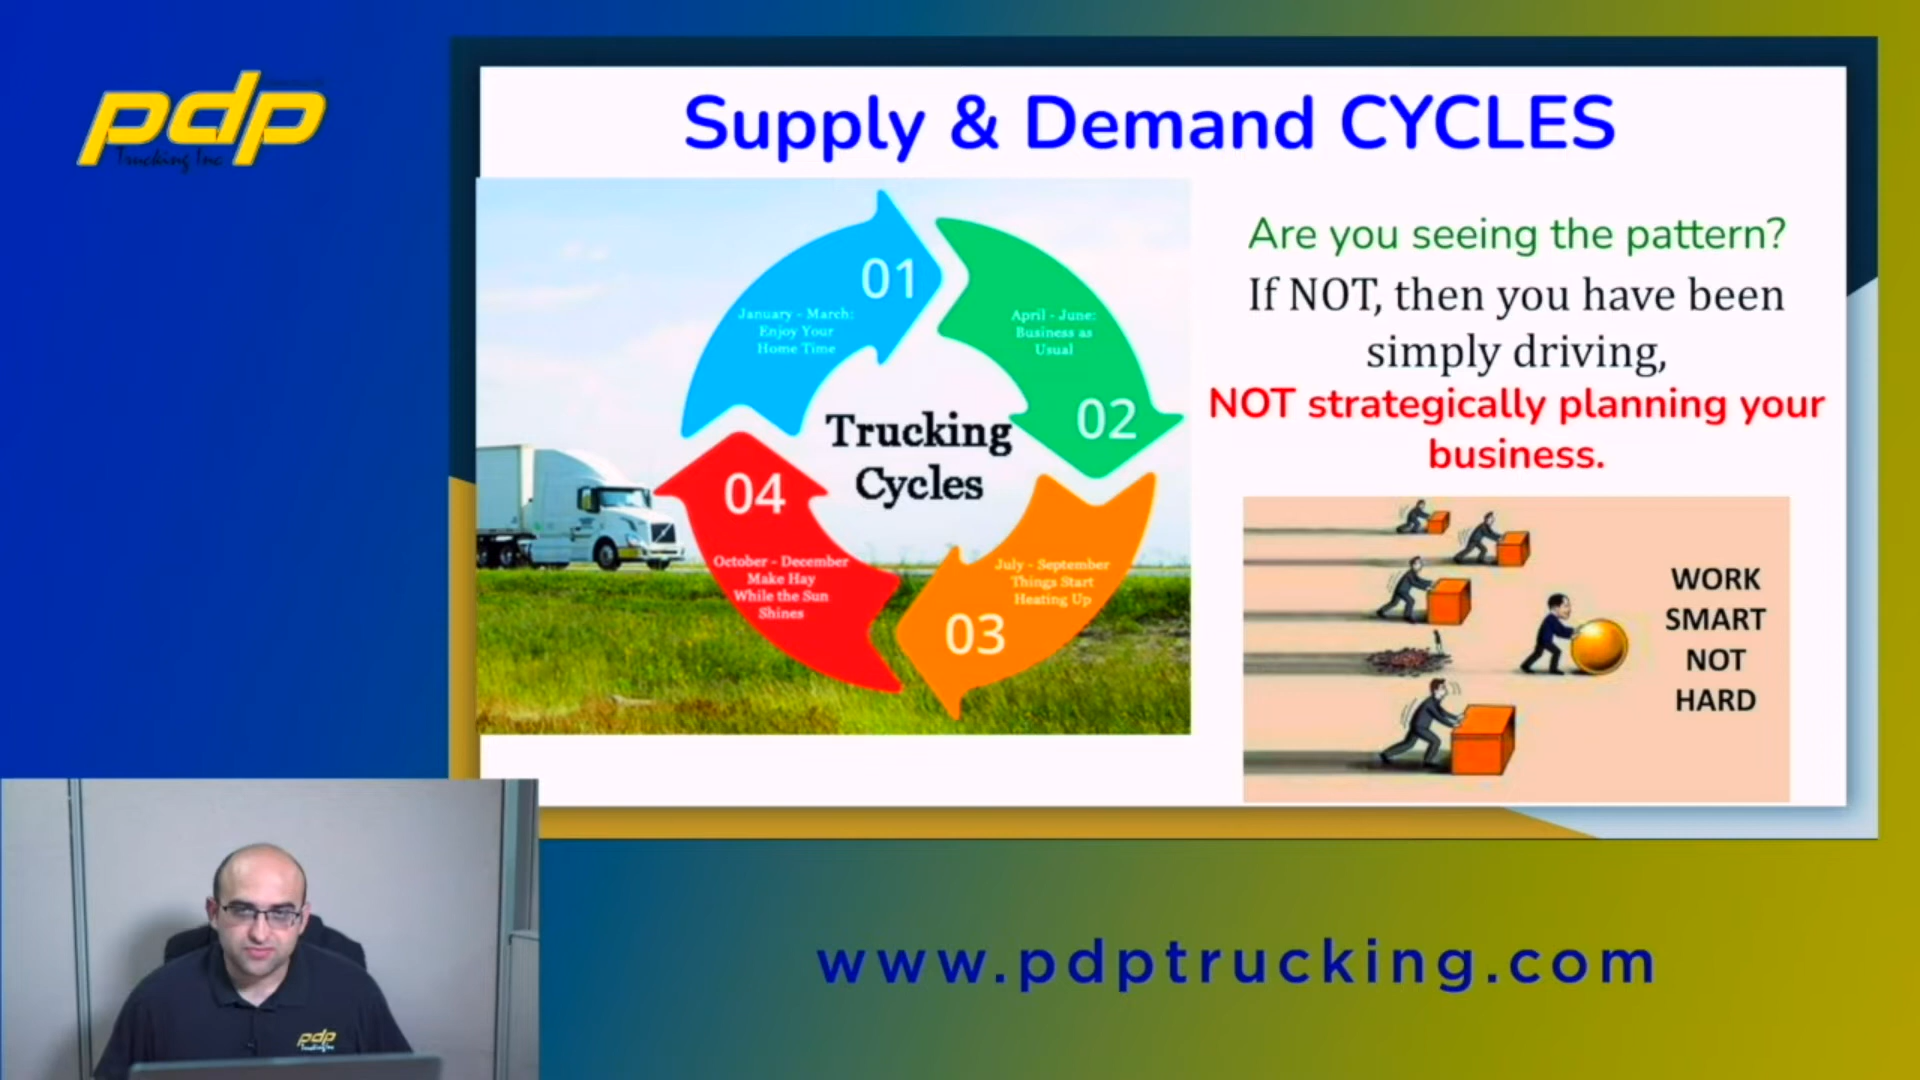 pdp
Trucking Inc
Supply & Demand CYCLES
01
January - March:
Enjoy Your
Home Time
April - June:
Business as
Usual
02
Trucking
Cycles
04
October - December
Make Hay
While the Sun
Shines
July - September
Things Start
Heating Up
03
Are you seeing the pattern?
If NOT, then you have been
simply driving,
NOT strategically planning your
business.
WORK
SMART
NOT
HARD
pdp
Trucking Inc
www.pdptrucking.com